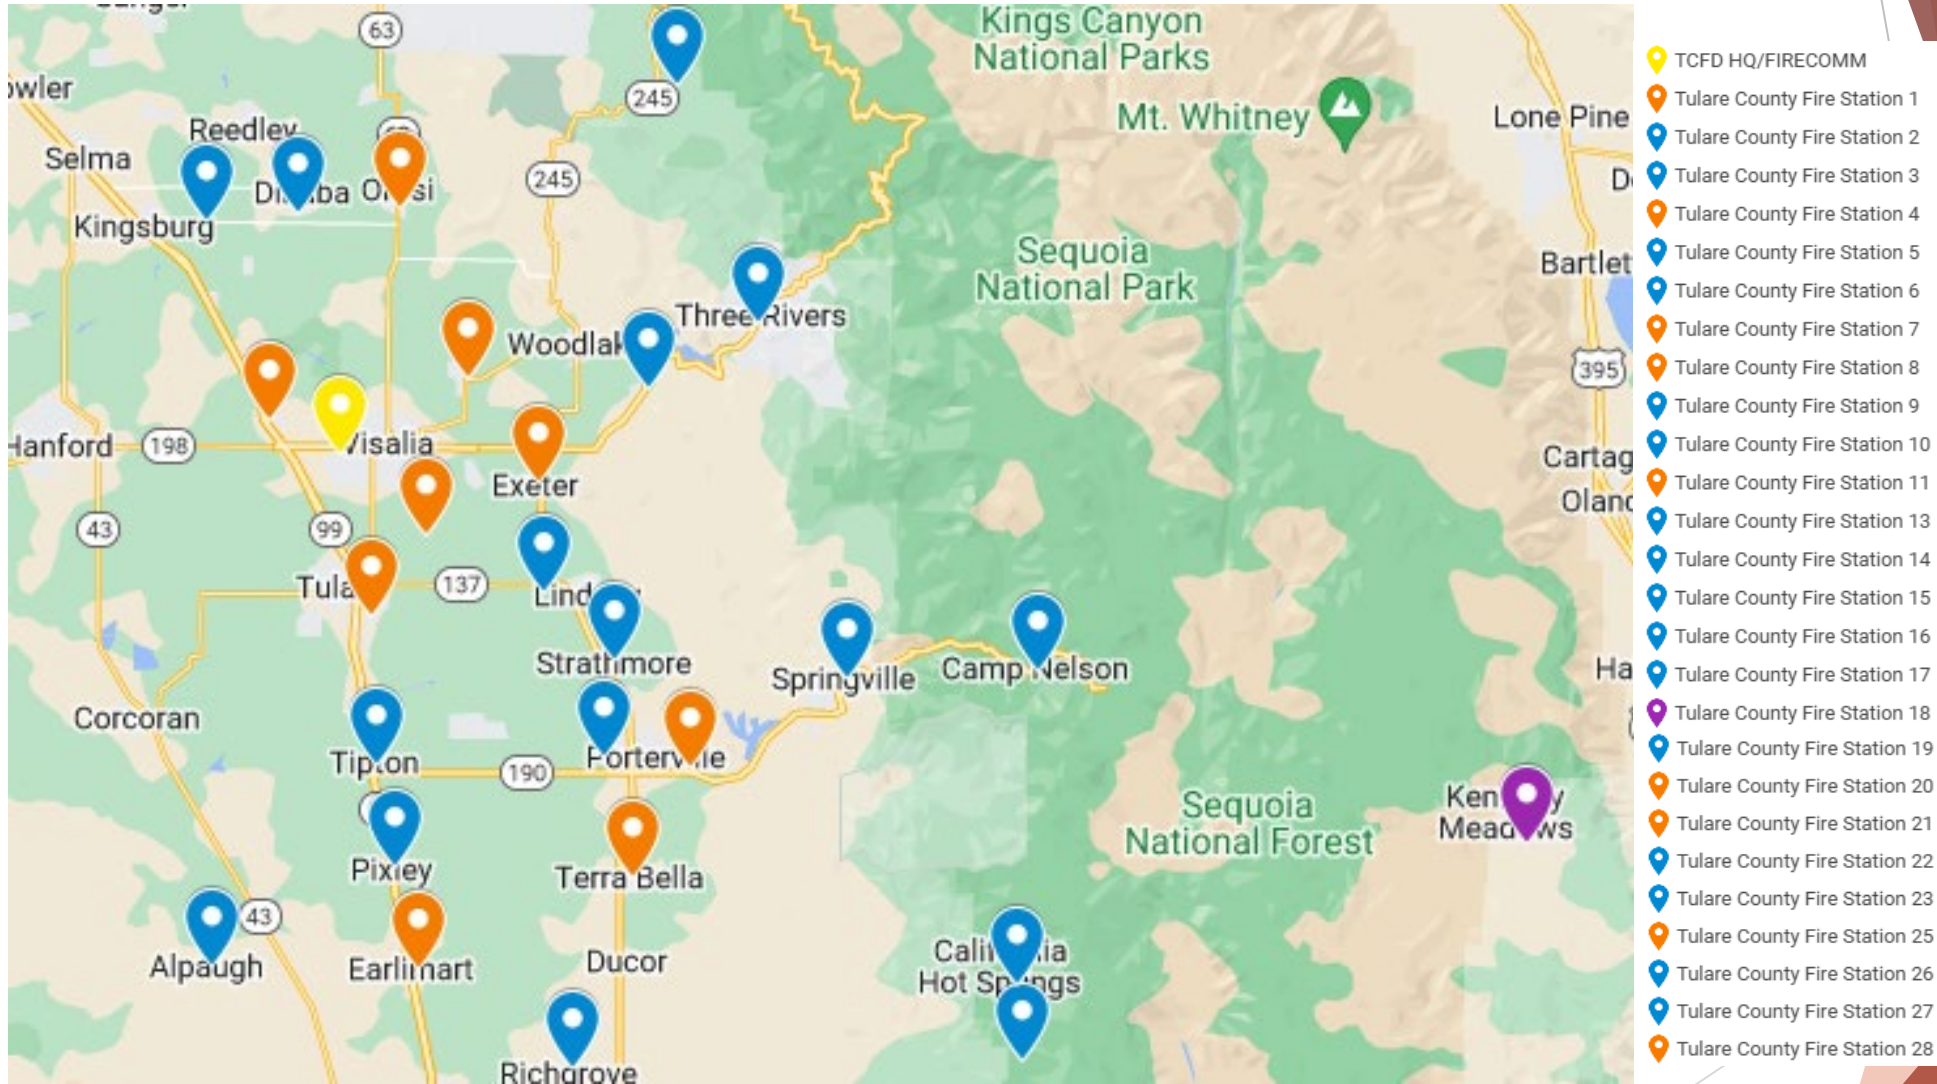 63
Kings Canyon
National Parks
245
Mt. Whitney
Lone Pine
Reedley
Selma
245
Kingsburg
Sequoia
National Park
Three Rivers
395
Hanford
198
Visalia
Exeter
43
99
137
Strathmore
Springville
Camp Nelson
Corcoran
Tipton
190
Porterville
Sequoia
National Forest
Meadows
Pixley
Terra Bella
43
Alpaugh
Earlimart
Ducor
Hot Springs
Richgrove
TCFD HQ/FIRECOMM
Tulare County Fire Station 1
Tulare County Fire Station 2
Tulare County Fire Station 3
Tulare County Fire Station 4
Tulare County Fire Station 5
Tulare County Fire Station 6
Tulare County Fire Station 7
Tulare County Fire Station 8
Tulare County Fire Station 9
Tulare County Fire Station 10
Tulare County Fire Station 11
Tulare County Fire Station 13
Tulare County Fire Station 14
Tulare County Fire Station 15
Tulare County Fire Station 16
Tulare County Fire Station 17
Tulare County Fire Station 18
Tulare County Fire Station 19
Tulare County Fire Station 20
Tulare County Fire Station 21
Tulare County Fire Station 22
Tulare County Fire Station 23
Tulare County Fire Station 25
Tulare County Fire Station 26
Tulare County Fire Station 27
Tulare County Fire Station 28